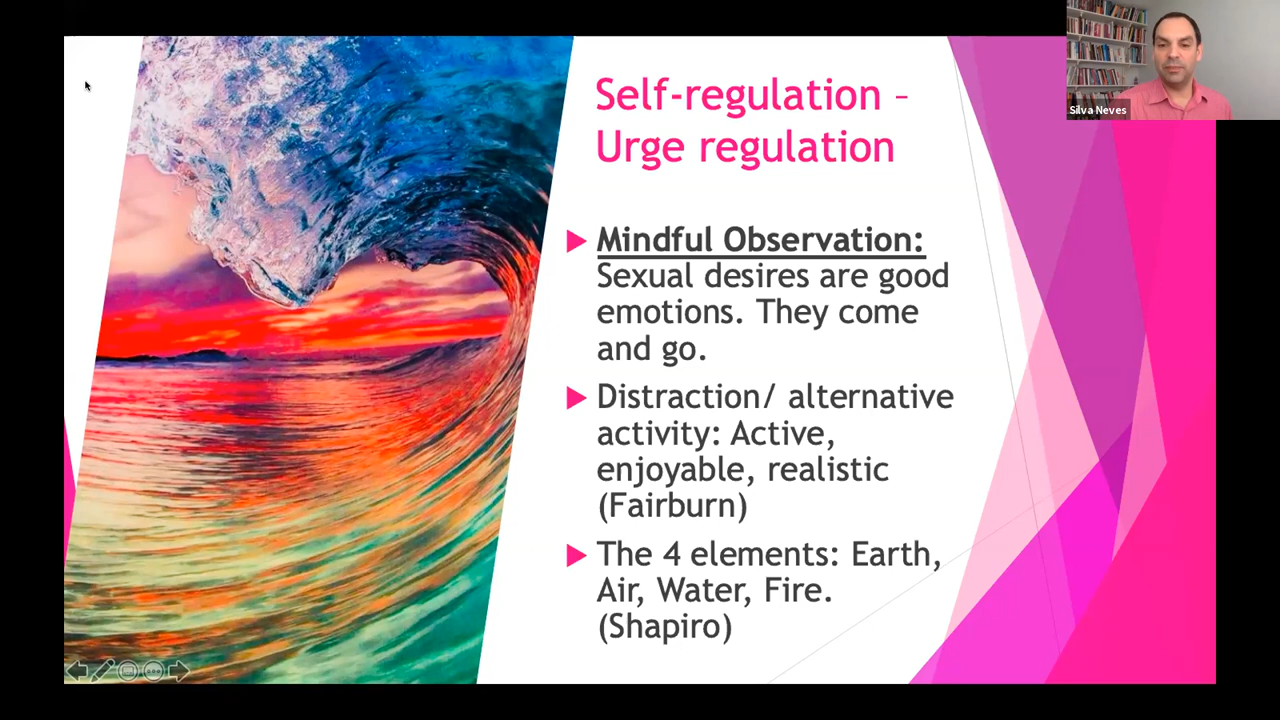 Self-regulation –
Urge regulation
Silva Neves
Mindful Observation:
Sexual desires are good
emotions. They come
and go.
Distraction/ alternative
activity: Active,
enjoyable, realistic
(Fairburn)
The 4 elements: Earth,
Air, Water, Fire.
(Shapiro)